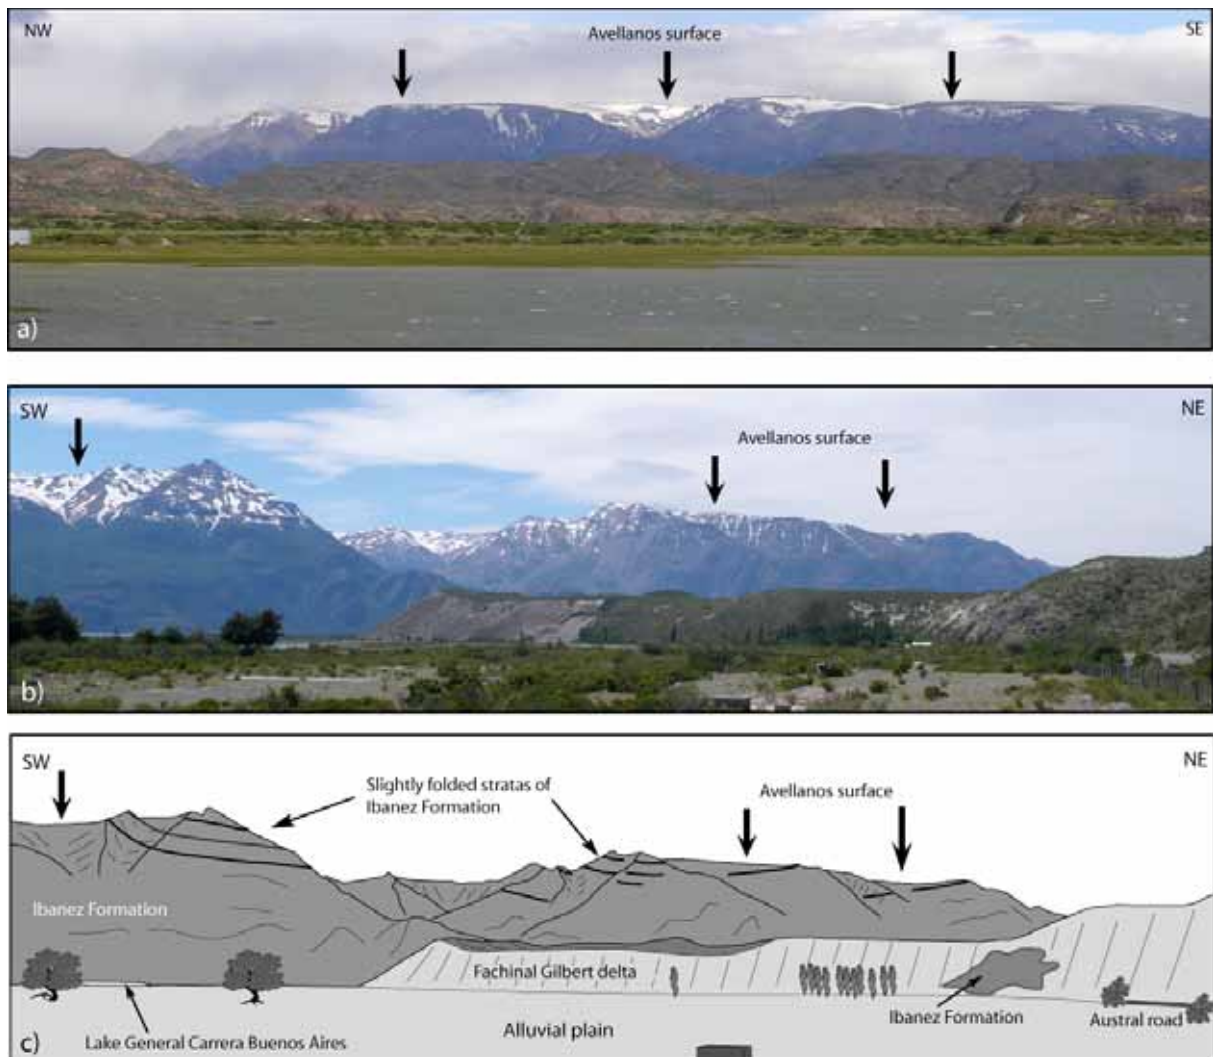 NW
Avellanos surface
SE
a)
SW
Avellanos surface
NE
b)
SW
NE
Slightly folded stratas of
Ibanez Formation
Avellanos surface
Ibanez Formation
Fachinal Gilbert delta
Ibanez Formation
Austral road
Lake General Carrera Buenos Aires
Alluvial plain
c)